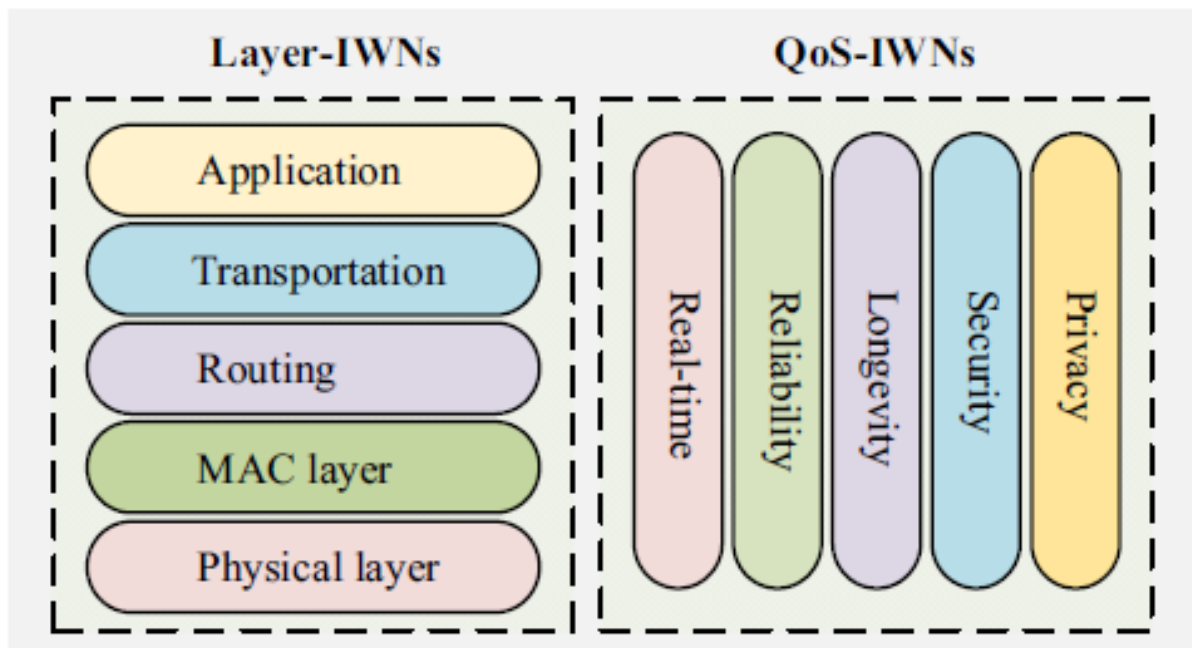 Layer-IWNs
Application
Transportation
Routing
MAC layer
Physical layer
QoS-IWNs
Real-time
Reliability
Longevity
Security
Privacy